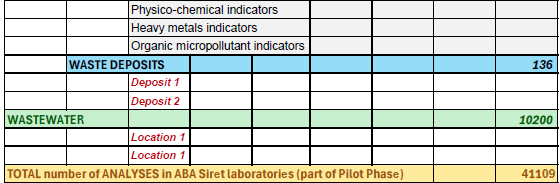 Physico-chemical indicators
Heavy metals indicators
Organic micropollutant indicators
WASTE DEPOSITS 136
Deposit 1
Deposit 2
WASTEWATER 10200
Location 1
Location 1
TOTAL number of ANALYSES in ABA Siret laboratories (part of Pilot Phase) 41109